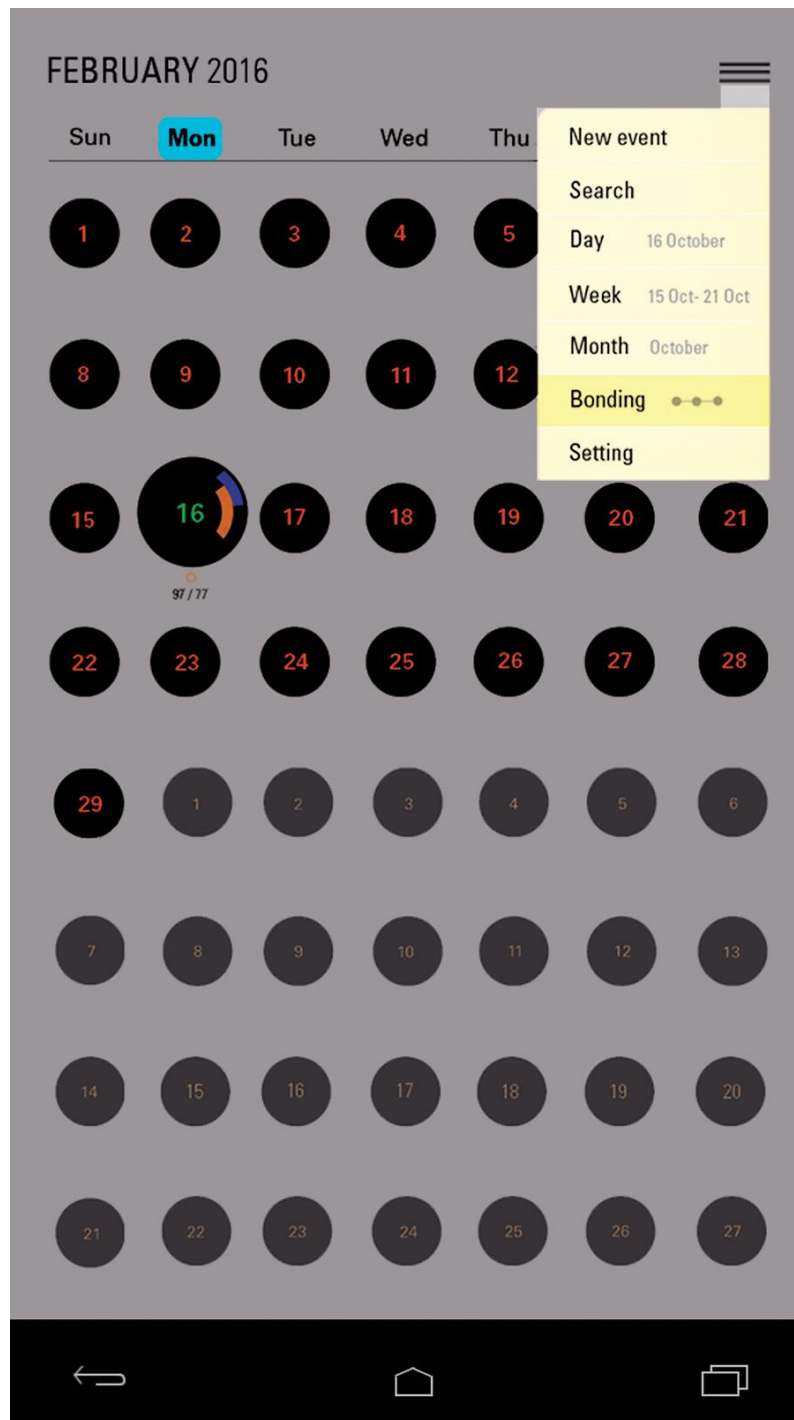 FEBRUARY 2016
Sun Mon Tue Wed Thu
New event
Search
Day 16 October
Week 15 Oct- 21 Oct
Month October
Bonding
Setting
1 2 3 4 5
8 9 10 11 12
15 16 17 18 19 20 21
97 / 77
22 23 24 25 26 27 28
29 1 2 3 4 5 6
7 8 9 10 11 12 13
14 15 16 17 18 19 20
21 22 23 24 25 26 27